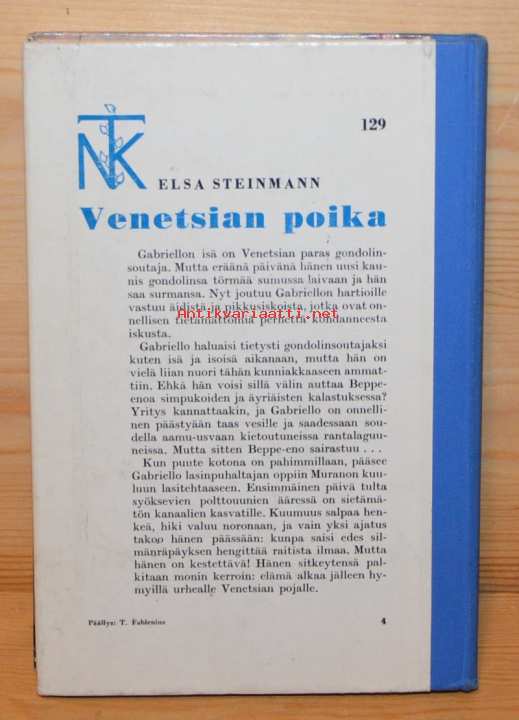 NTK
129
ELSA STEINMANN
Venetsian poika
Gabriellon isä on Venetsian paras gondolin-
soutaja. Mutta eräänä päivänä hänen uusi kau-
nis gondolinsa törmää sumussa laivaan ja hän
saa surmansa. Nyt joutuu Gabriellon hartioille
vastuu äidistä ja pikkusiskoista, jotka ovat on-
Antikvariaatti.net
nellisen tietämättömiä perhettä kohdanneesta
iskusta.
Gabriello haluaisi tietysti gondolinsoutajaksi
kuten isä ja isoisä aikanaan, mutta hän on
vielä liian nuori tähän kunniakkaaseen ammat-
tiin. Ehkä hän voisi sillä välin auttaa Beppe-
enoa simpukoiden ja äyriäisten kalastuksessa?
Yritys kannattaakin, ja Gabriello on onnelli-
nen päästyään taas vesille ja saadessaan sou-
della aamu-usvaan kietoutuneissa rantalaguu-
neissa. Mutta sitten Beppe-eno sairastuu . . .
Kun puute kotona on pahimmillaan, pääsee
Gabriello lasinpuhaltajan oppiin Muranon kuu-
luun lasitehtaaseen. Ensimmäinen päivä tulta
syöksevien polttouunien ääressä on sietämä-
tön kanaalien kasvatille. Kuumuus salpaa hen-
keä, hiki valuu noronaan, ja vain yksi ajatus
takoo hänen päässään: kunpa saisi edes sil-
mänräpäyksen hengittää raitista ilmaa. Mutta
hänen on kestettävä! Hänen sitkeytensä pal-
kitaan monin kerroin: elämä alkaa jälleen hy-
myillä urhealle Venetsian pojalle.
Päällys: T. Fahlenius
4